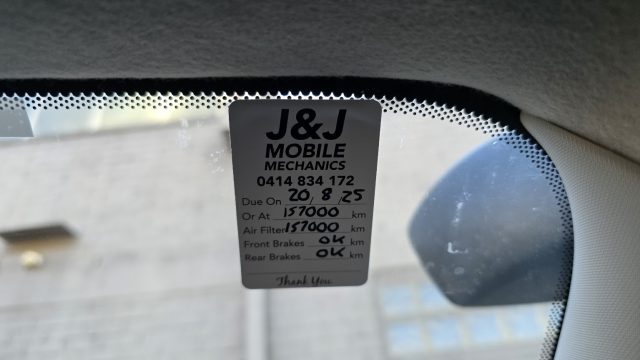 J&J
MOBILE
MECHANICS
0414 834 172
Due On 20/8/25
Or At 157000 km
Air Filter 157000 km
Front Brakes OK km
Rear Brakes OK km
Thank You